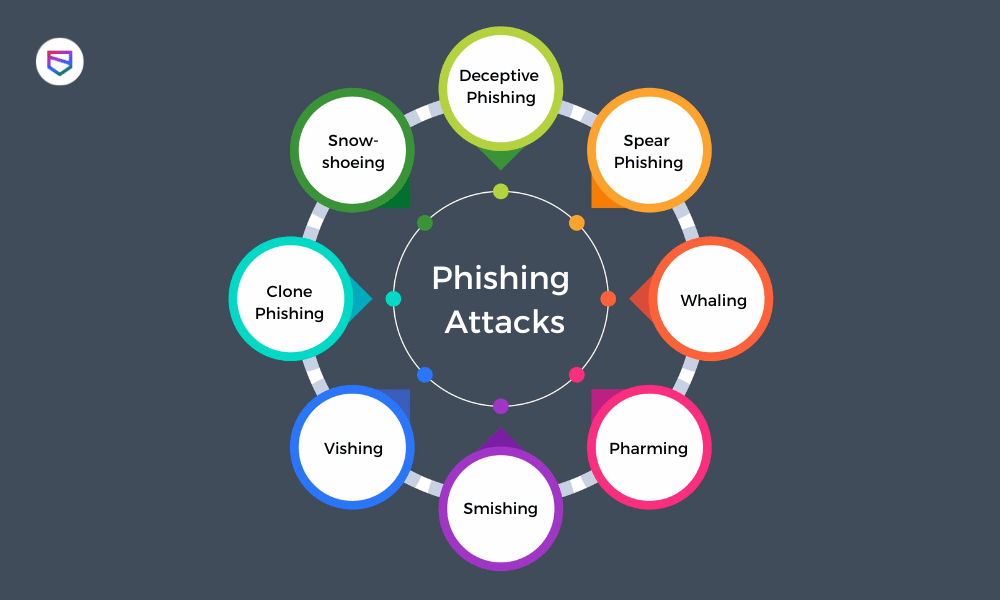 Deceptive
Phishing
Spear
Phishing
Whaling
Pharming
Smishing
Vishing
Clone
Phishing
Snow-
shoeing
Phishing
Attacks